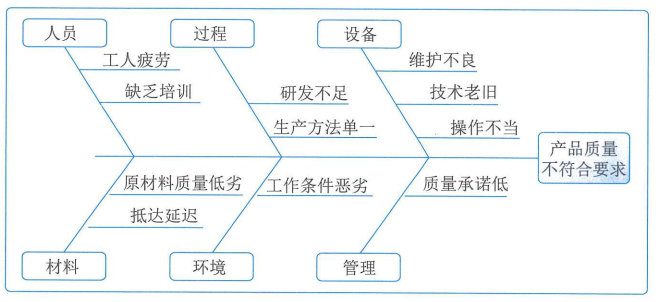 人员
过程
设备
工人疲劳
缺乏培训
研发不足
生产方法单一
维护不良
技术老旧
操作不当
产品质量
不符合要求
原材料质量低劣
抵达延迟
工作条件恶劣
质量承诺低
材料
环境
管理